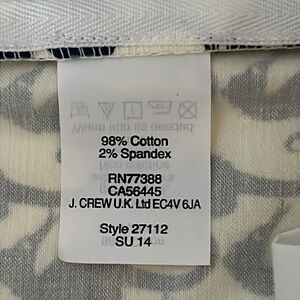 98% Cotton
2% Spandex
RN77388
CA56445
J. CREW U.K. Ltd EC4V 6JA
Style 27112
SU 14